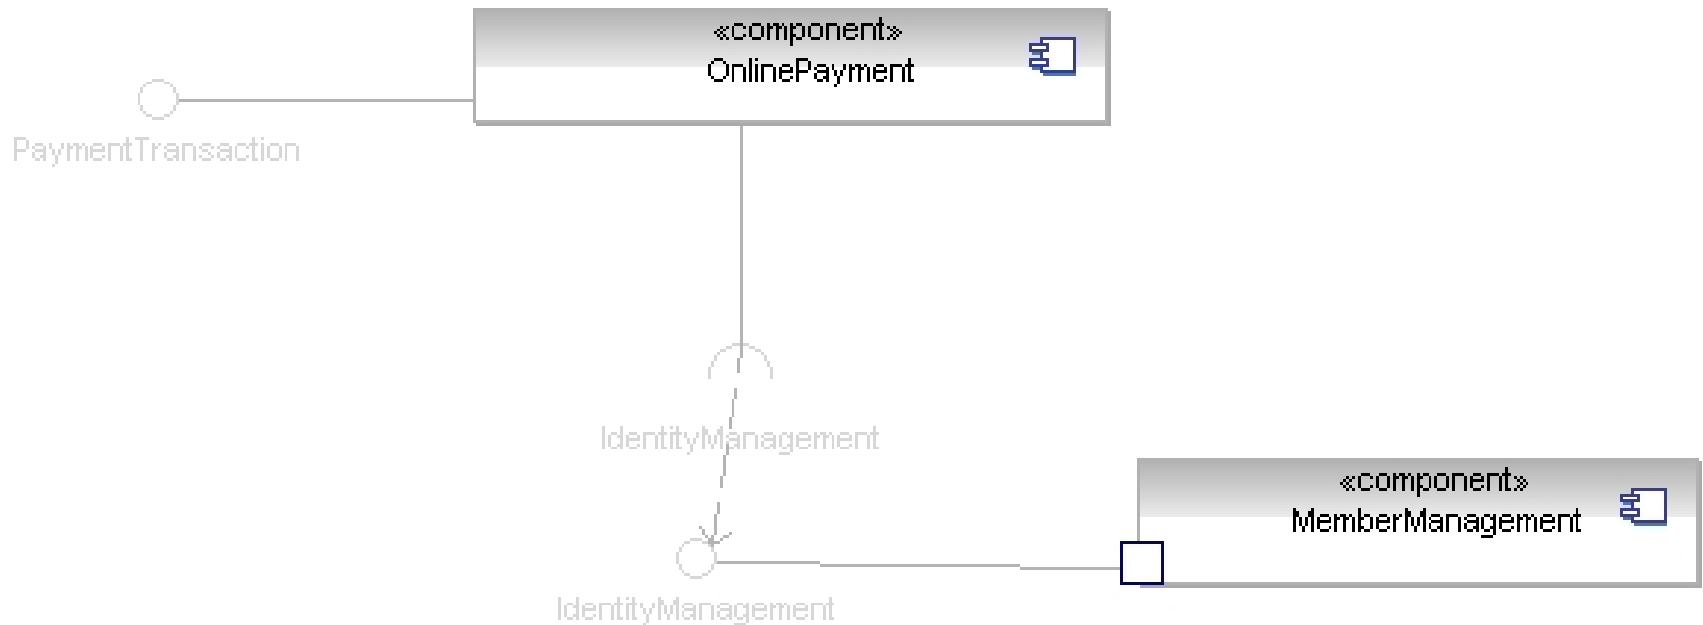 «component»
OnlinePayment
PaymentTransaction
IdentityManagement
«component»
MemberManagement
IdentityManagement